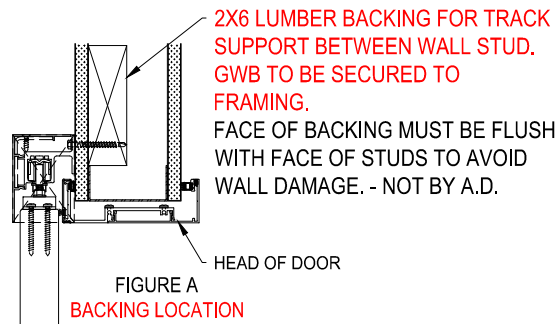 2X6 LUMBER BACKING FOR TRACK
SUPPORT BETWEEN WALL STUD.
GWB TO BE SECURED TO
FRAMING.
FACE OF BACKING MUST BE FLUSH
WITH FACE OF STUDS TO AVOID
WALL DAMAGE. - NOT BY A.D.
HEAD OF DOOR
FIGURE A
BACKING LOCATION